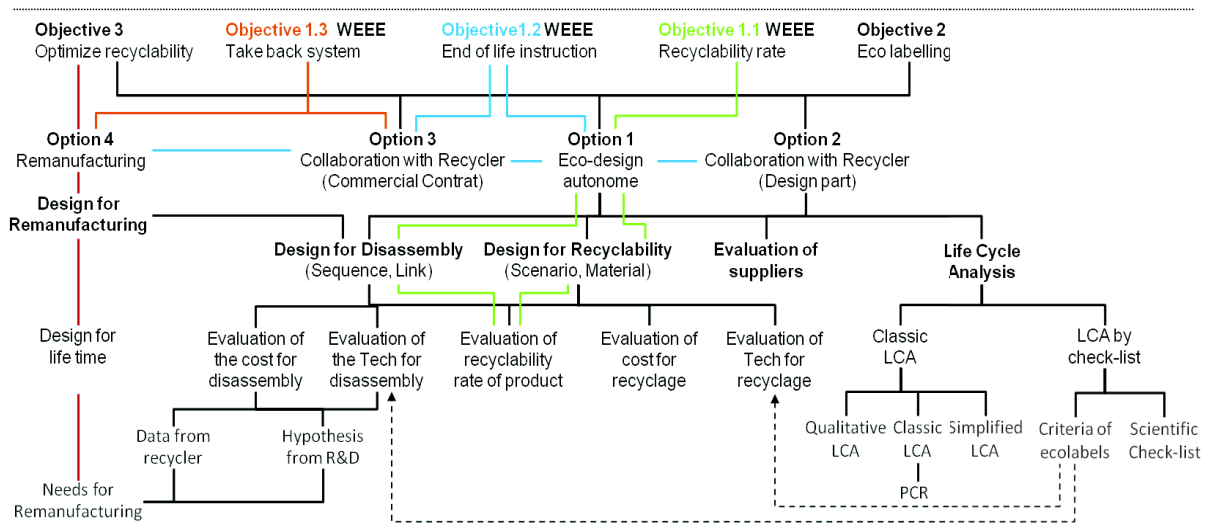 Objective 3
Optimize recyclability
Objective 1.3 WEEE
Take back system
Objective1.2 WEEE
End of life instruction
Objective 1.1 WEEE
Recyclability rate
Objective 2
Eco labelling
Option 4
Remanufacturing
Option 3
Collaboration with Recycler
(Commercial Contrat)
Option 1
Eco-design
autonome
Option 2
Collaboration with Recycler
(Design part)
Design for
Remanufacturing
Design for Disassembly
(Sequence, Link)
Design for Recyclability
(Scenario, Material)
Evaluation of
suppliers
Life Cycle
Analysis
Design for
life time
Evaluation of
the cost for
disassembly
Evaluation of
the Tech for
disassembly
Evaluation of
recyclability
rate of product
Evaluation of
cost for
recyclage
Evaluation of
Tech for
recyclage
Classic
LCA
LCA by
check-list
Data from
recycler
Hypothesis
from R&D
Qualitative
LCA
Classic
LCA
Simplified
LCA
Criteria of
ecolabels
Scientific
Check-list
PCR
Needs for
Remanufacturing